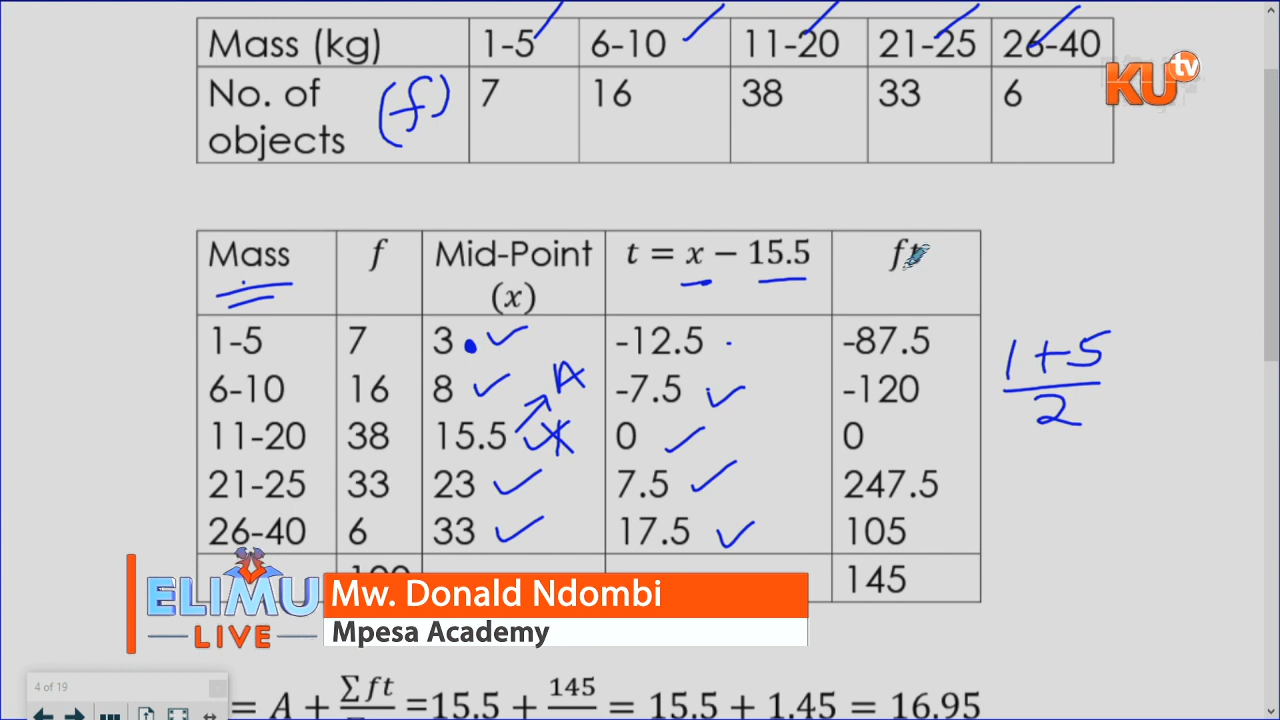 Mass (kg) 1-5 6-10 11-20 21-25 26-40
No. of objects (f) 7 16 38 33 6
KU tv
Mass f Mid-Point (x) t = x − 15.5
1-5 7 3 -12.5 -87.5
6-10 16 8 -7.5 -120
11-20 38 15.5 0 0
21-25 33 23 7.5 247.5
26-40 6 33 17.5 105
145
A
1+5
2
ELIMU
LIVE
Mw. Donald Ndombi
Mpesa Academy
4 of 19
= A + ∑ft =15.5 + 145 = 15.5 + 1.45 = 16.95